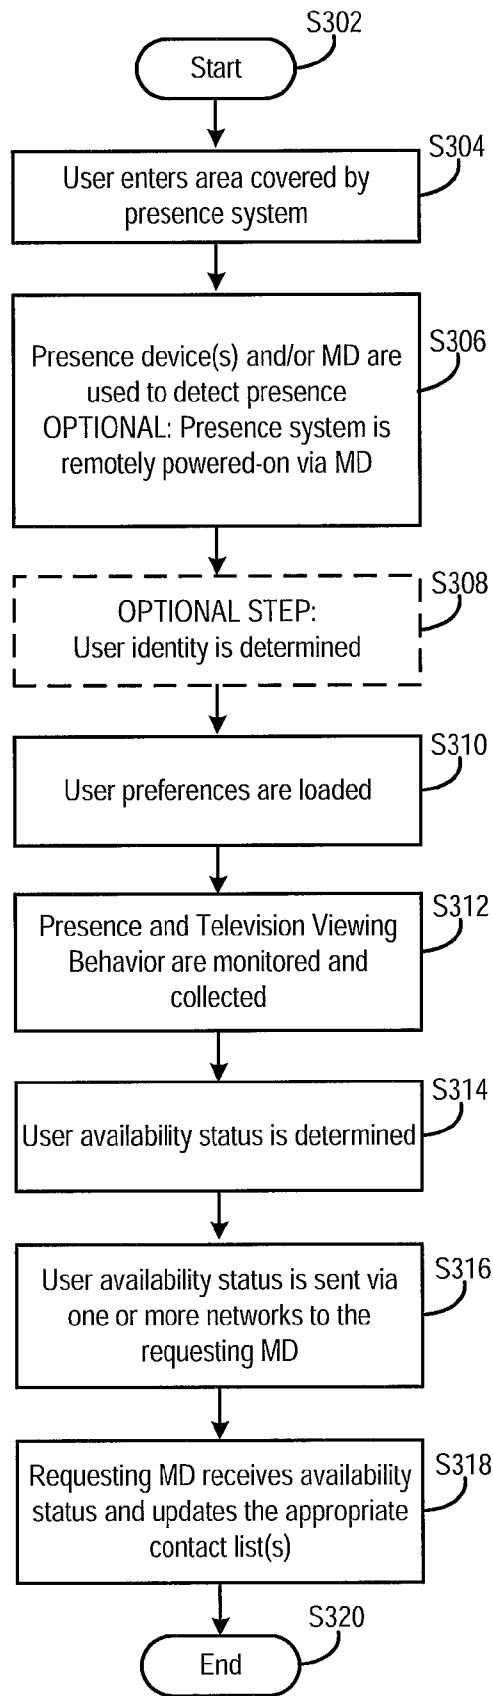 S302
Start
S304
User enters area covered by
presence system
S306
Presence device(s) and/or MD are
used to detect presence
OPTIONAL: Presence system is
remotely powered-on via MD
S308
OPTIONAL STEP:
User identity is determined
S310
User preferences are loaded
S312
Presence and Television Viewing
Behavior are monitored and
collected
S314
User availability status is determined
S316
User availability status is sent via
one or more networks to the
requesting MD
S318
Requesting MD receives availability
status and updates the appropriate
contact list(s)
S320
End